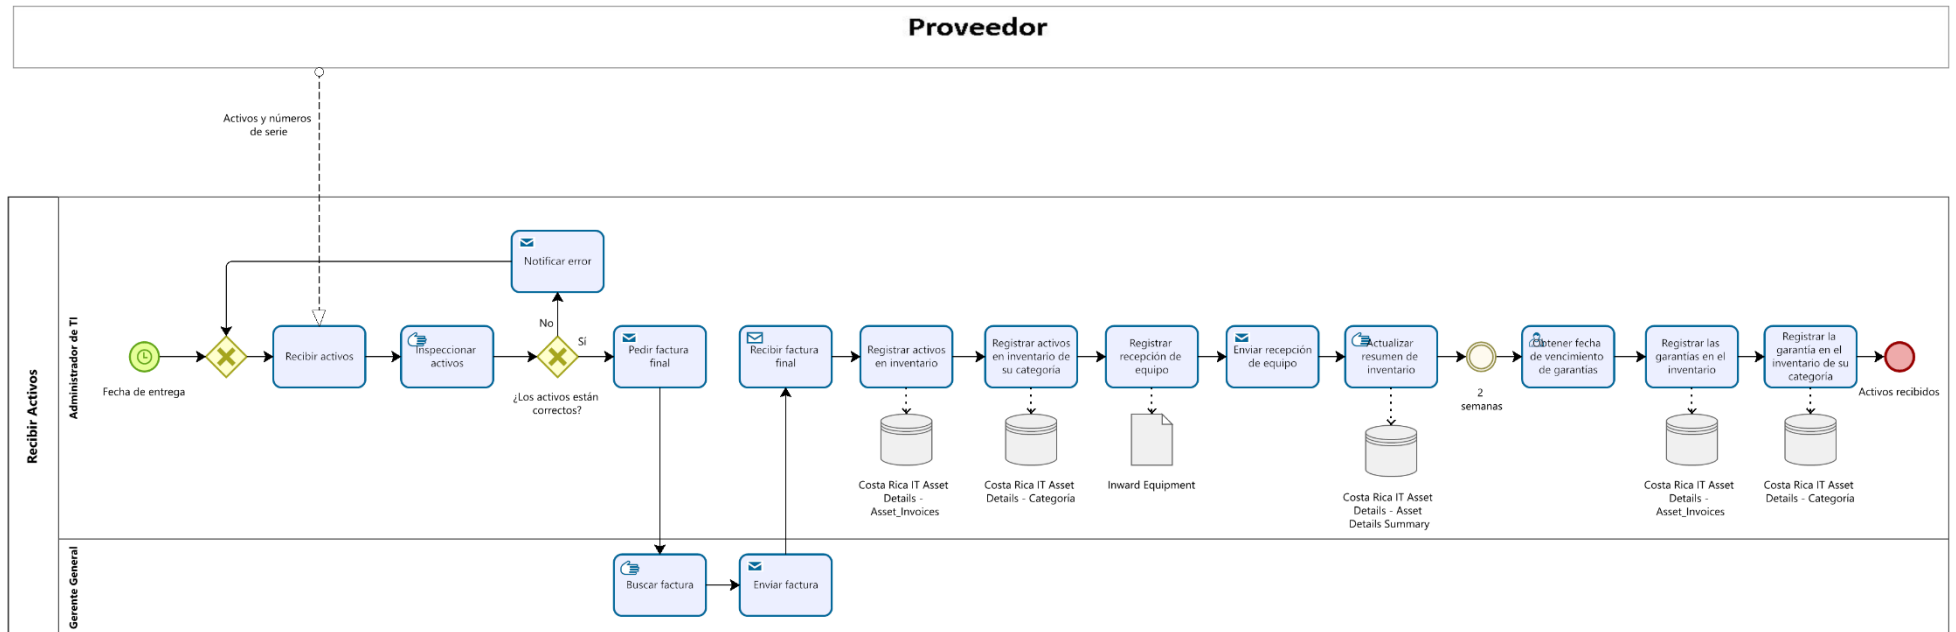 Proveedor
Activos y números
de serie
Recibir Activos
Administrador de TI
Gerente General
Fecha de entrega
Recibir activos
Inspeccionar
activos
Notificar error
No
Sí
¿Los activos están
correctos?
Pedir factura
final
Buscar factura
Enviar factura
Recibir factura
final
Registrar activos
en inventario
Costa Rica IT Asset
Details -
Asset_Invoices
Registrar activos
en inventario de
su categoría
Costa Rica IT Asset
Details - Categoría
Registrar
recepción de
equipo
Inward Equipment
Enviar recepción
de equipo
Actualizar
resumen de
inventario
Costa Rica IT Asset
Details - Asset
Details Summary
2
semanas
Obtener fecha
de vencimiento
de garantías
Registrar las
garantías en el
inventario
Costa Rica IT Asset
Details -
Asset_Invoices
Registrar la
garantía en el
inventario de su
categoría
Costa Rica IT Asset
Details - Categoría
Activos recibidos